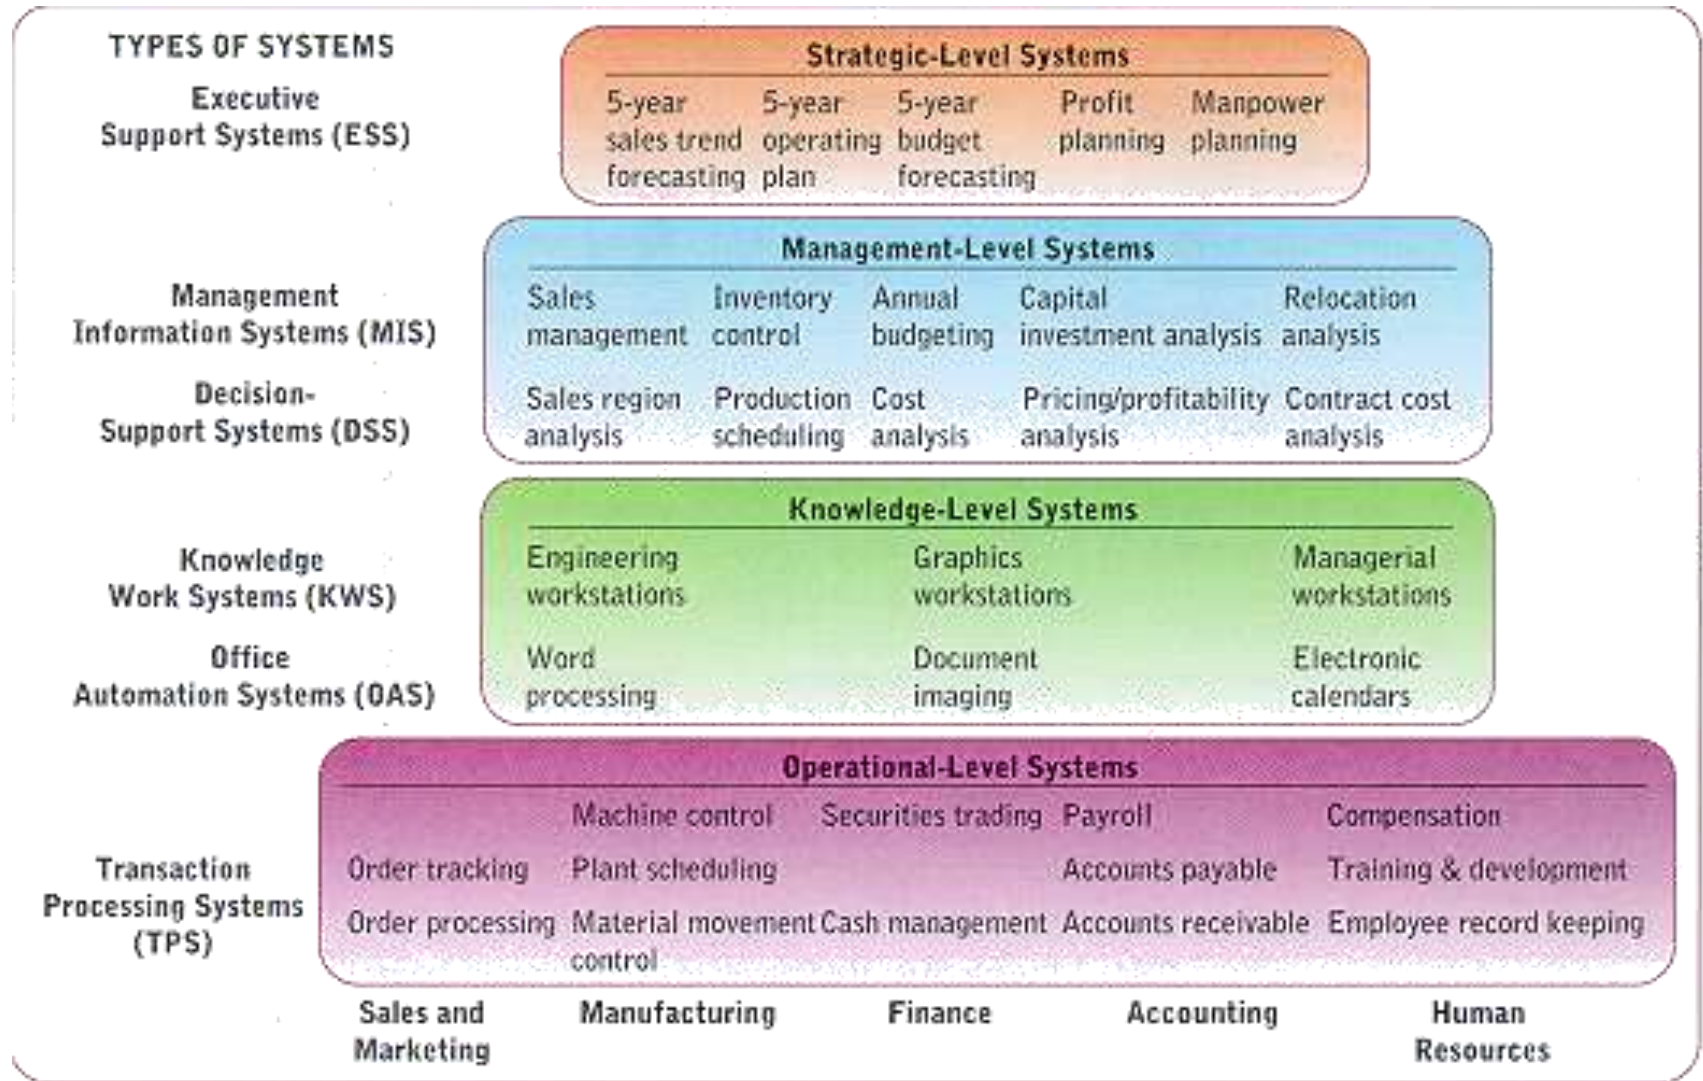 TYPES OF SYSTEMS
Executive
Support Systems (ESS)
Strategic-Level Systems
5-year 5-year 5-year Profit Manpower
sales trend operating budget planning planning
forecasting plan forecasting
Management-Level Systems
Management
Information Systems (MIS)
Sales Inventory Annual Capital Relocation
management control budgeting investment analysis analysis
Decision-
Support Systems (DSS)
Sales region Production Cost Pricing/profitability Contract cost
analysis scheduling analysis analysis analysis
Knowledge-Level Systems
Knowledge
Work Systems (KWS)
Engineering Graphics Managerial
workstations workstations workstations
Office
Automation Systems (OAS)
Word Document Electronic
processing imaging calendars
Operational-Level Systems
Transaction
Processing Systems
(TPS)
Machine control Securities trading Payroll Compensation
Order tracking Plant scheduling Accounts payable Training & development
Order processing Material movement Cash management Accounts receivable Employee record keeping
control
Sales and Manufacturing Finance Accounting Human
Marketing Resources